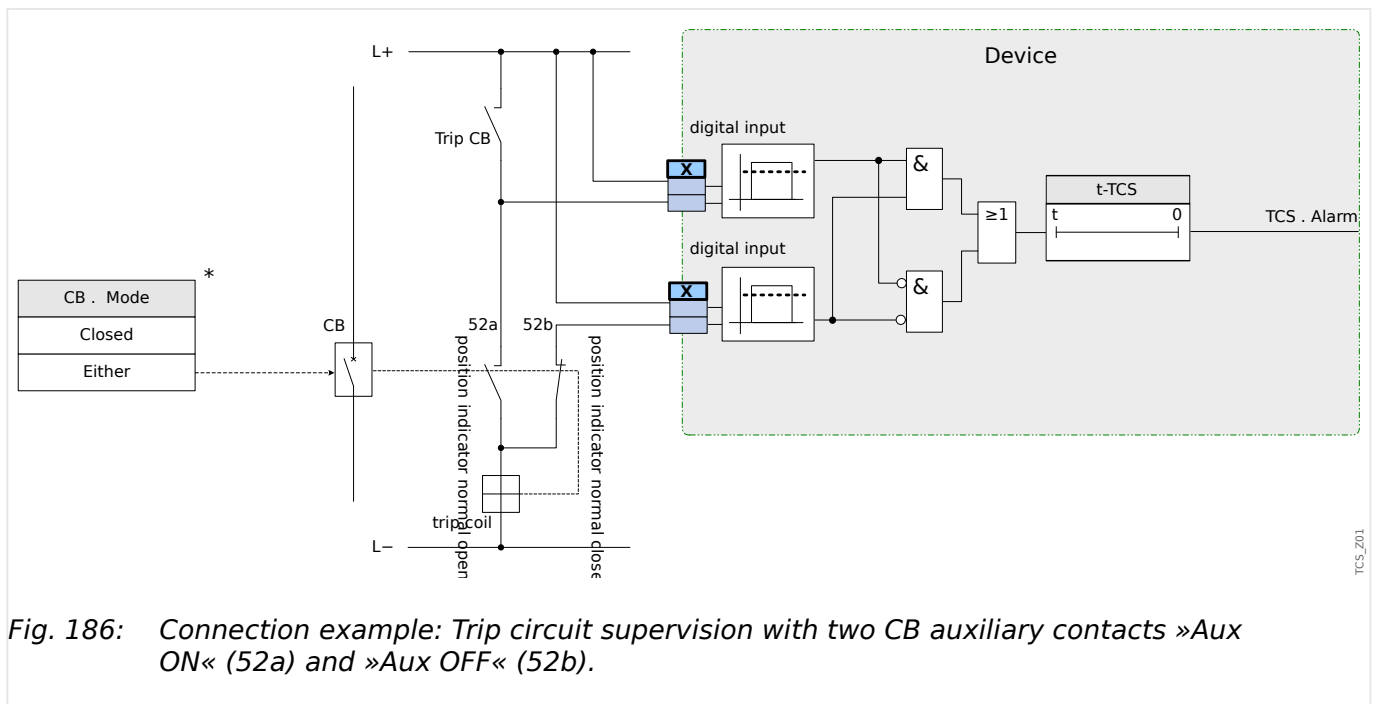 L+
Device
digital input
Trip CB
X
&
t-TCS
t 0
≥1
TCS . Alarm
digital input
*
CB . Mode
Closed
Either
X
&
CB
52a
52b
position indicator normal open
position indicator normal close
trip coil
L−
TCS_Z01
Fig. 186: Connection example: Trip circuit supervision with two CB auxiliary contacts »Aux
ON« (52a) and »Aux OFF« (52b).